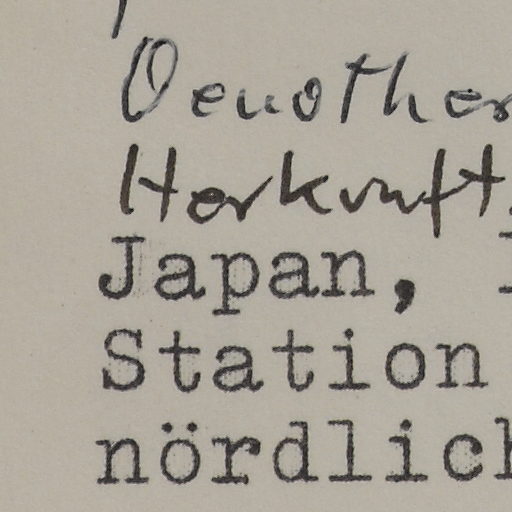 Oenother
Herkunft
Japan,
Station
nördlich